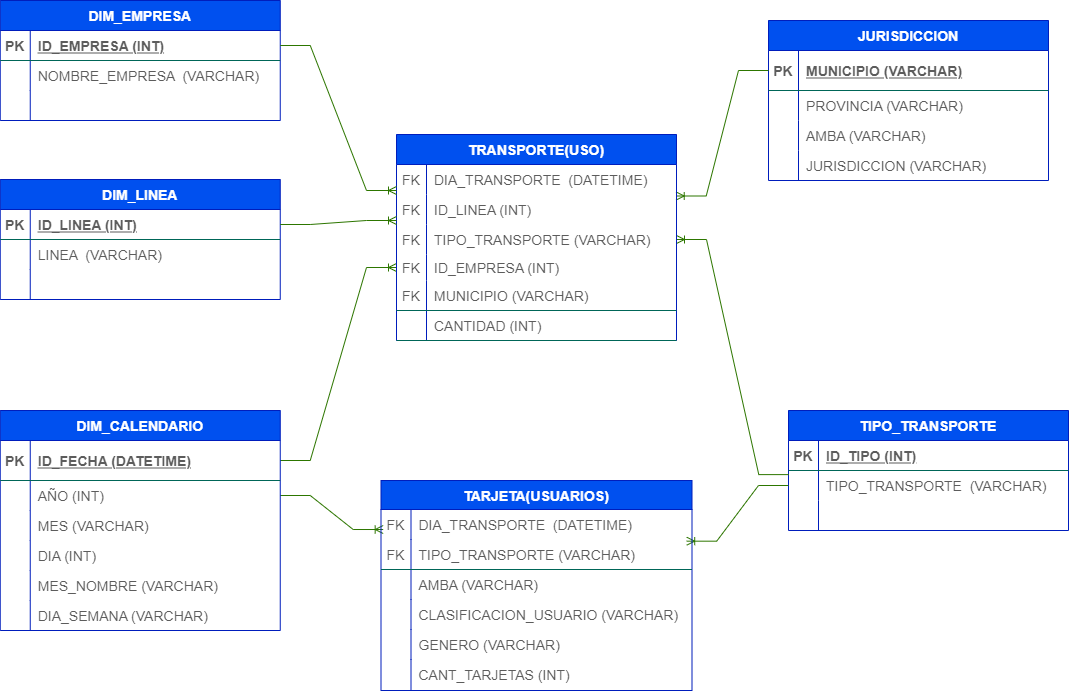 DIM_EMPRESA
PK ID_EMPRESA (INT)
NOMBRE_EMPRESA (VARCHAR)
JURISDICCION
PK MUNICIPIO (VARCHAR)
PROVINCIA (VARCHAR)
AMBA (VARCHAR)
JURISDICCION (VARCHAR)
TRANSPORTE(USO)
FK DIA_TRANSPORTE (DATETIME)
FK ID_LINEA (INT)
FK TIPO_TRANSPORTE (VARCHAR)
FK ID_EMPRESA (INT)
FK MUNICIPIO (VARCHAR)
CANTIDAD (INT)
DIM_LINEA
PK ID_LINEA (INT)
LINEA (VARCHAR)
DIM_CALENDARIO
PK ID_FECHA (DATETIME)
AÑO (INT)
MES (VARCHAR)
DIA (INT)
MES_NOMBRE (VARCHAR)
DIA_SEMANA (VARCHAR)
TIPO_TRANSPORTE
PK ID_TIPO (INT)
TIPO_TRANSPORTE (VARCHAR)
TARJETA(USUARIOS)
FK DIA_TRANSPORTE (DATETIME)
FK TIPO_TRANSPORTE (VARCHAR)
AMBA (VARCHAR)
CLASIFICACION_USUARIO (VARCHAR)
GENERO (VARCHAR)
CANT_TARJETAS (INT)